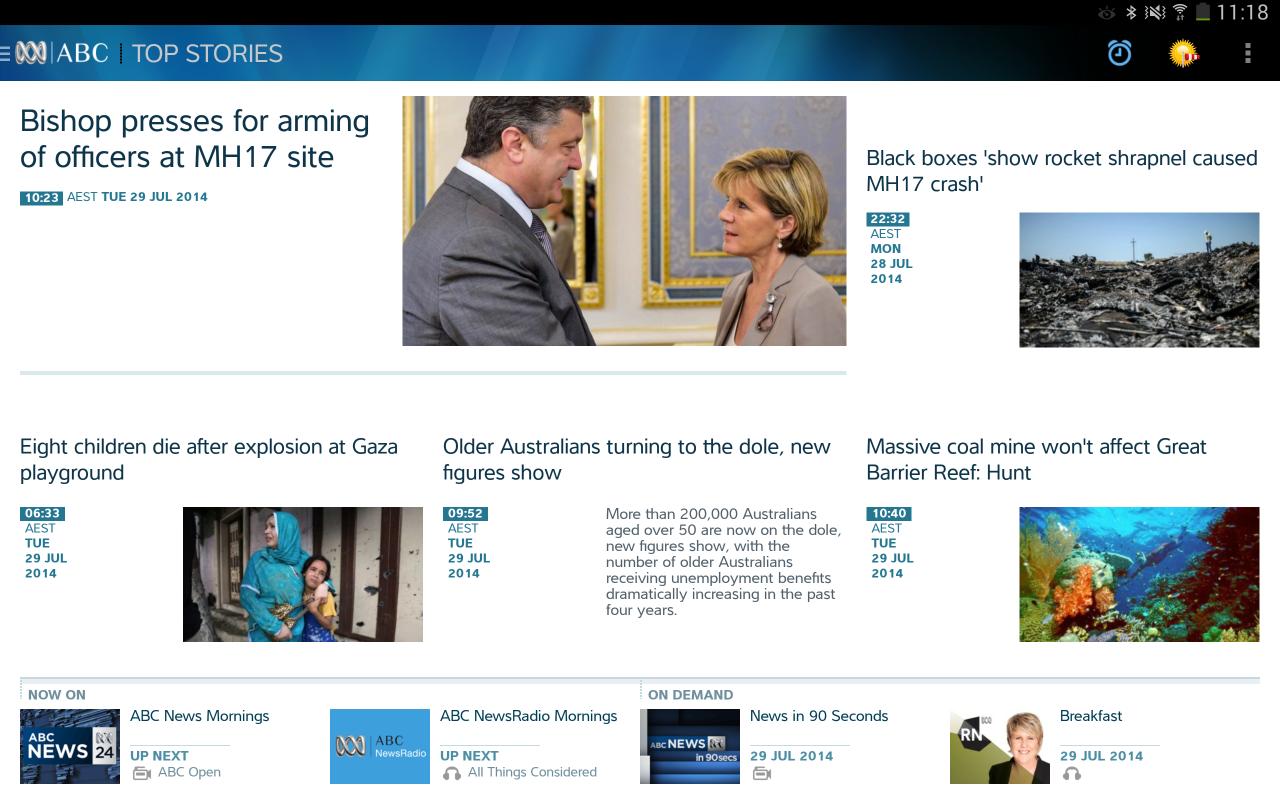 11:18
ABC | TOP STORIES
Bishop presses for arming
of officers at MH17 site
10:23 AEST TUE 29 JUL 2014
Black boxes 'show rocket shrapnel caused
MH17 crash'
22:32
AEST
MON
28 JUL
2014
Eight children die after explosion at Gaza
playground
06:33
AEST
TUE
29 JUL
2014
Older Australians turning to the dole, new
figures show
09:52
AEST
TUE
29 JUL
2014
More than 200,000 Australians
aged over 50 are now on the dole,
new figures show, with the
number of older Australians
receiving unemployment benefits
dramatically increasing in the past
four years.
Massive coal mine won't affect Great
Barrier Reef: Hunt
10:40
AEST
TUE
29 JUL
2014
NOW ON
ABC
NEWS 24
ABC News Mornings
UP NEXT
ABC Open
ABC
NewsRadio
ABC NewsRadio Mornings
UP NEXT
All Things Considered
ON DEMAND
ABC NEWS
in 90secs
News in 90 Seconds
29 JUL 2014
RN
ABC
Breakfast
29 JUL 2014